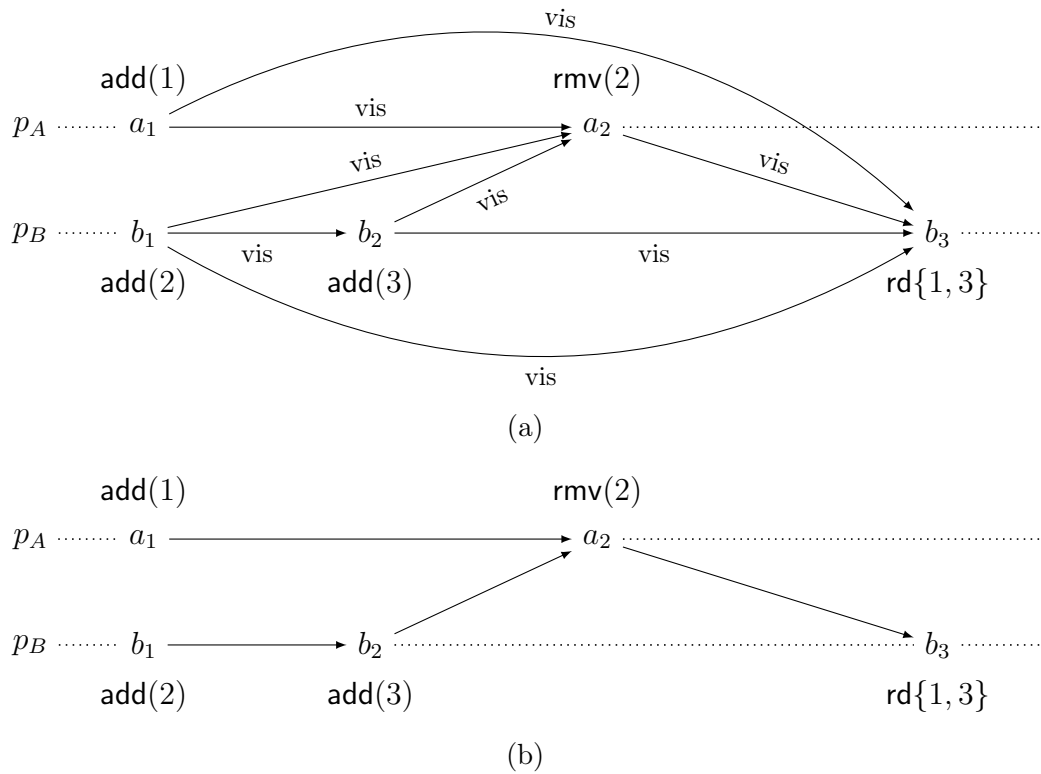 vis
add(1) rmv(2)
p_A a_1 vis a_2
vis vis
vis
p_B b_1 vis b_2 vis b_3
add(2) add(3) rd{1, 3}
vis
(a)
add(1) rmv(2)
p_A a_1 a_2
p_B b_1 b_2 b_3
add(2) add(3) rd{1, 3}
(b)